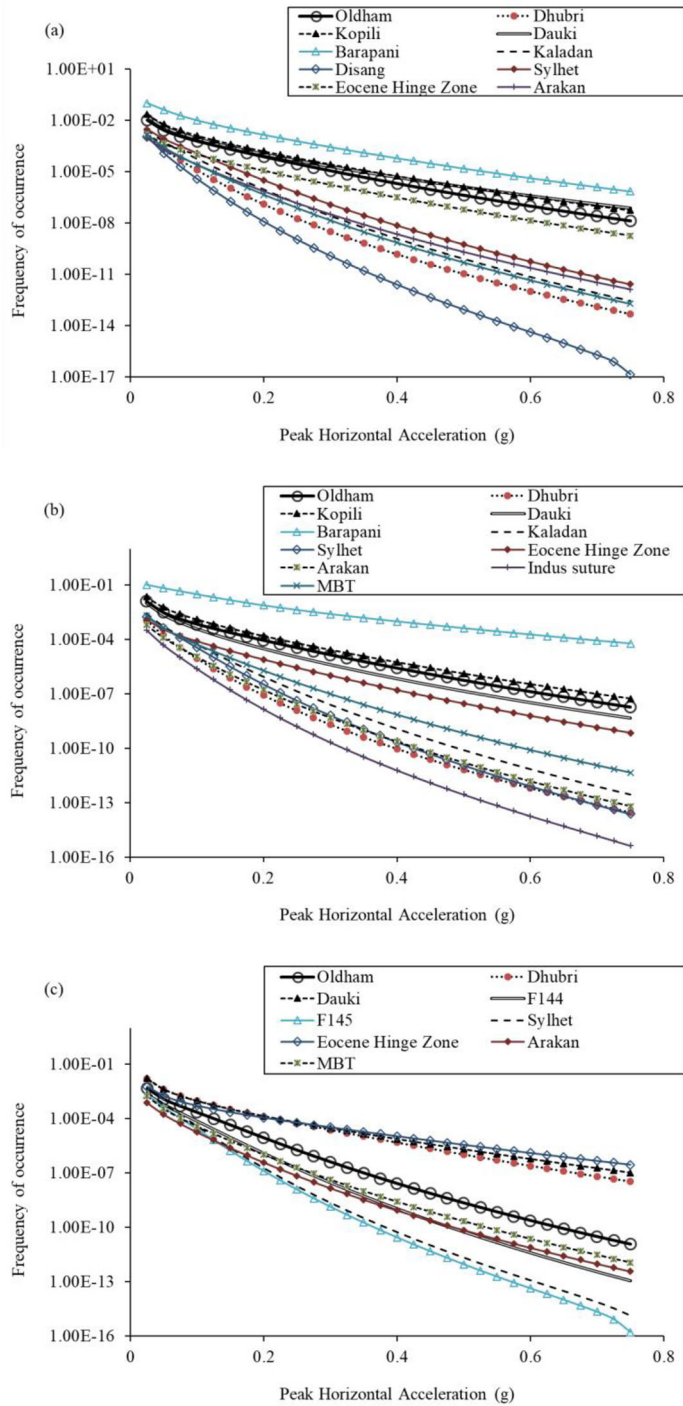 (a)
Oldham Dhubri
Kopili Dauki
Barapani Kaladan
Disang Sylhet
Eocene Hinge Zone Arakan
1.00E+01
1.00E-02
1.00E-05
1.00E-08
1.00E-11
1.00E-14
1.00E-17
Frequency of occurrence
0 0.2 0.4 0.6 0.8
Peak Horizontal Acceleration (g)
(b)
Oldham Dhubri
Kopili Dauki
Barapani Kaladan
Sylhet Eocene Hinge Zone
Arakan Indus suture
MBT
1.00E-01
1.00E-04
1.00E-07
1.00E-10
1.00E-13
1.00E-16
Frequency of occurrence
0 0.2 0.4 0.6 0.8
Peak Horizontal Acceleration (g)
(c)
Oldham Dhubri
Dauki F144
F145 Sylhet
Eocene Hinge Zone Arakan
MBT
1.00E-01
1.00E-04
1.00E-07
1.00E-10
1.00E-13
1.00E-16
Frequency of occurrence
0 0.2 0.4 0.6 0.8
Peak Horizontal Acceleration (g)